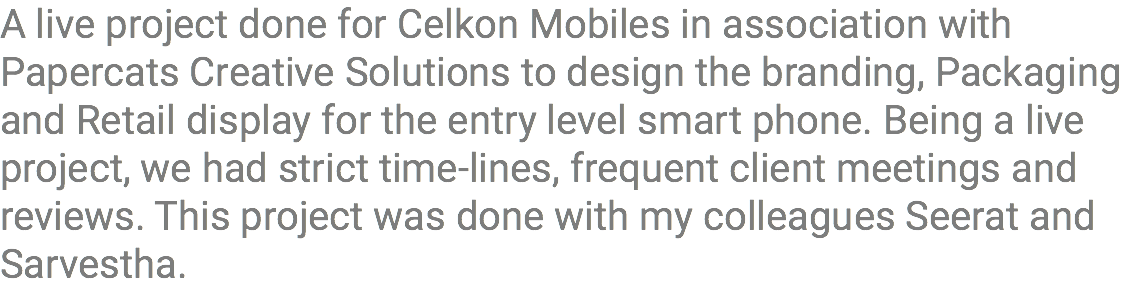 A live project done for Celkon Mobiles in association with
Papercats Creative Solutions to design the branding, Packaging
and Retail display for the entry level smart phone. Being a live
project, we had strict time-lines, frequent client meetings and
reviews. This project was done with my colleagues Seerat and
Sarvestha.